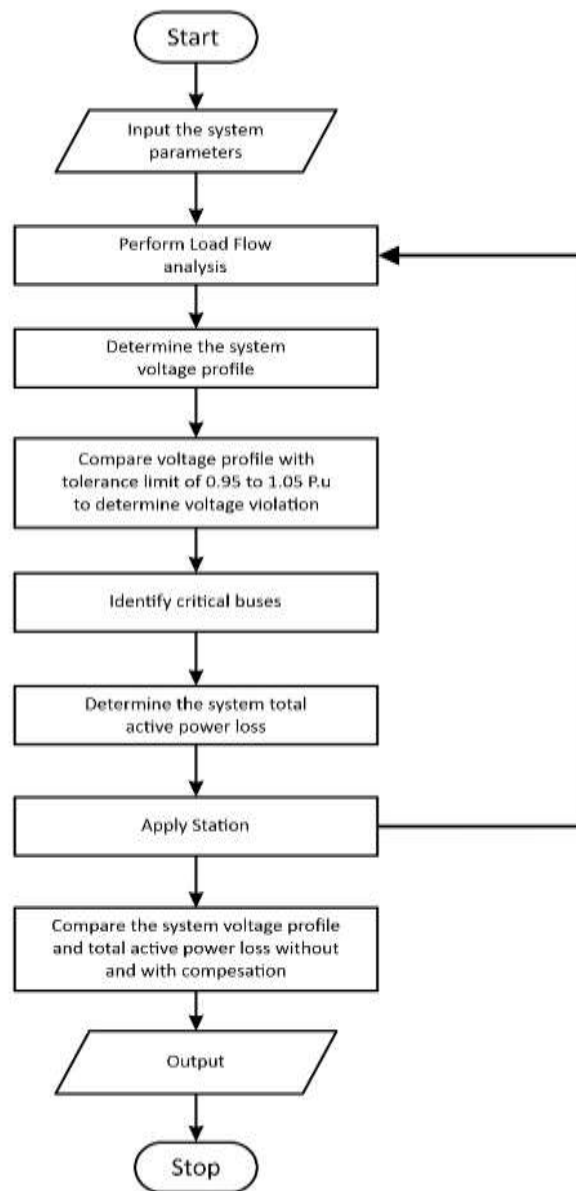 Start
Input the system
parameters
Perform Load Flow
analysis
Determine the system
voltage profile
Compare voltage profile with
tolerance limit of 0.95 to 1.05 P.u
to determine voltage violation
Identify critical buses
Determine the system total
active power loss
Apply Station
Compare the system voltage profile
and total active power loss without
and with compesation
Output
Stop